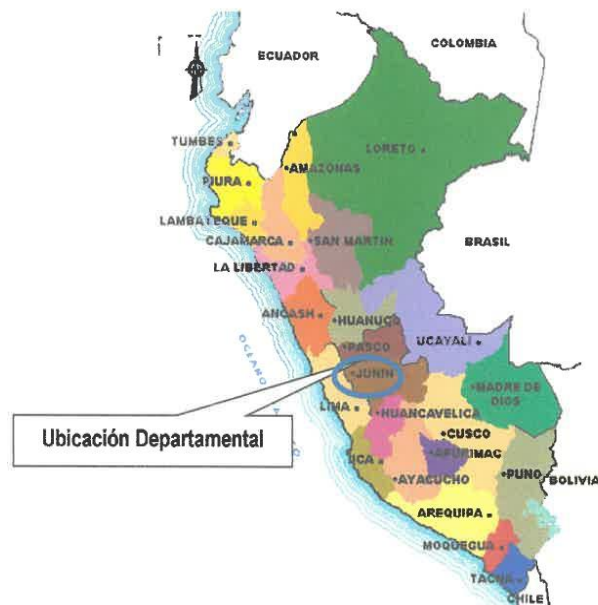 COLOMBIA
ECUADOR
TUMBES
AMAZONAS
LORETO
PIURA
LAMBAYEQUE
CAJAMARCA
SAN MARTIN
BRASIL
LA LIBERTAD
ANCASH
HUANUCO
UCAYALI
PASCO
JUNIN
MADRE DE
DIOS
LIMA
HUANCAVELICA
Ubicación Departamental
CUSCO
ICA
APURIMAC
AYACUCHO
PUNO
BOLIVIA
AREQUIPA
MOQUEGUA
TACNA
CHILE